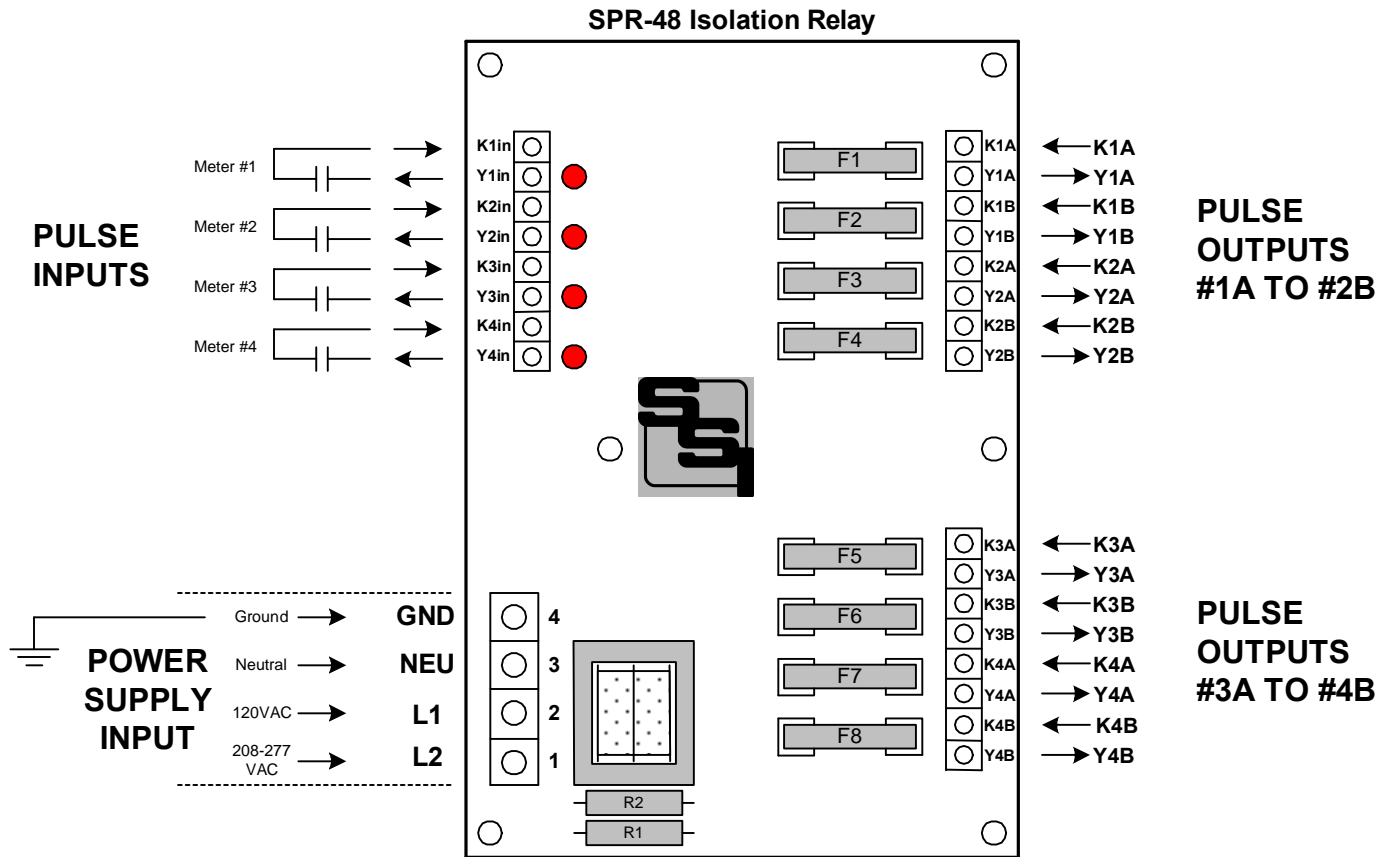 SPR-48 Isolation Relay
PULSE
INPUTS
Meter #1
Meter #2
Meter #3
Meter #4
K1in
Y1in
K2in
Y2in
K3in
Y3in
K4in
Y4in
F1
F2
F3
F4
K1A
Y1A
K1B
Y1B
K2A
Y2A
K2B
Y2B
K1A
Y1A
K1B
Y1B
K2A
Y2A
K2B
Y2B
PULSE
OUTPUTS
#1A TO #2B
SSI
POWER
SUPPLY
INPUT
Ground
Neutral
120VAC
208-277
VAC
GND
NEU
L1
L2
4
3
2
1
R2
R1
F5
F6
F7
F8
K3A
Y3A
K3B
Y3B
K4A
Y4A
K4B
Y4B
K3A
Y3A
K3B
Y3B
K4A
Y4A
K4B
Y4B
PULSE
OUTPUTS
#3A TO #4B